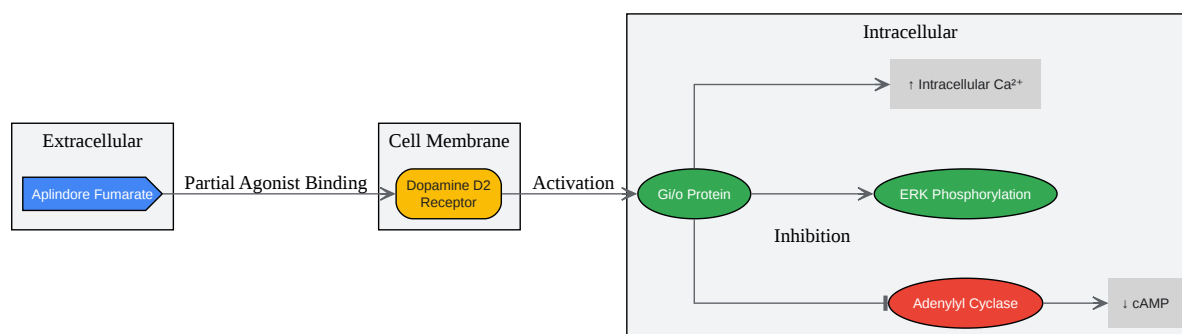 Intracellular
↑ Intracellular Ca²⁺
Extracellular
Cell Membrane
Aplindore Fumarate
Partial Agonist Binding
Dopamine D2
Receptor
Activation
Gi/o Protein
ERK Phosphorylation
Inhibition
Adenylyl Cyclase
↓ cAMP